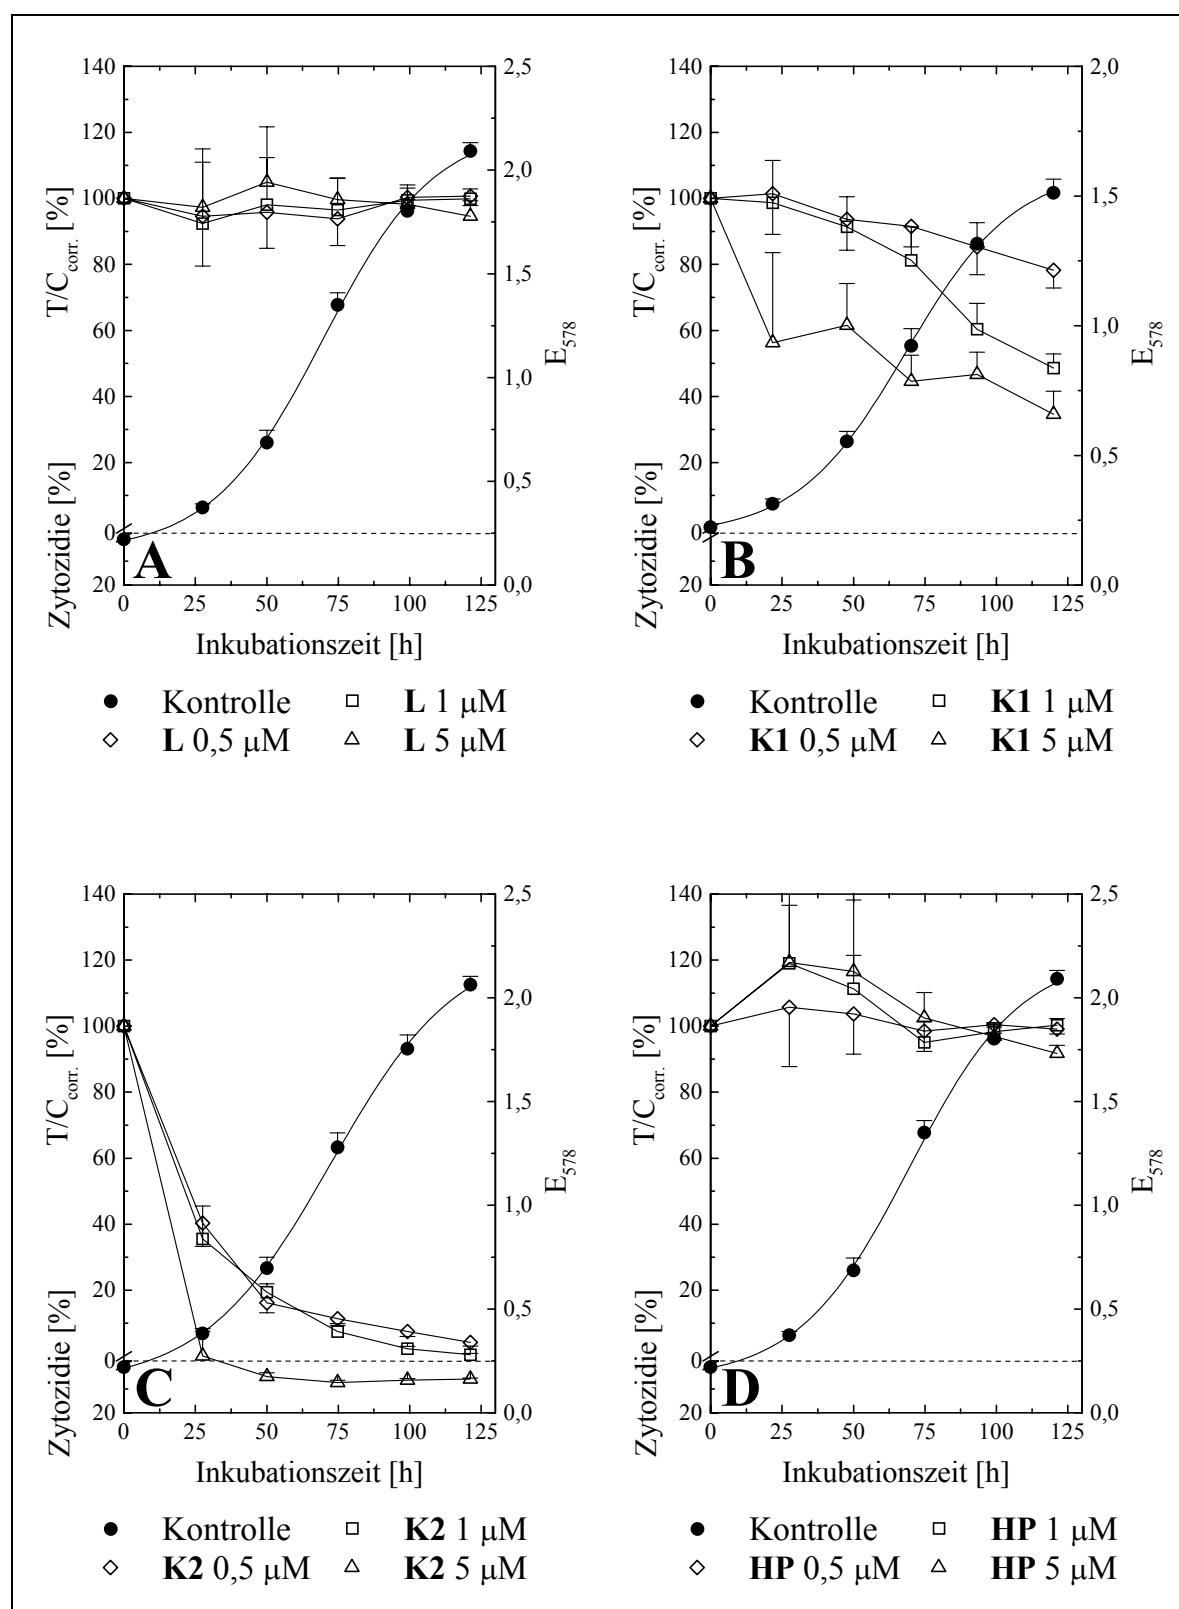 140
120
100
80
60
40
20
0
20
T/C corr. [%]
Zytozidie [%]
2,5
2,0
1,5
1,0
0,5
0,0
E578
A
0 25 50 75 100 125
Inkubationszeit [h]
● Kontrolle □ L 1 μM
◇ L 0,5 μM △ L 5 μM
140
120
100
80
60
40
20
0
20
T/C corr. [%]
Zytozidie [%]
2,0
1,5
1,0
0,5
0,0
E578
B
0 25 50 75 100 125
Inkubationszeit [h]
● Kontrolle □ K1 1 μM
◇ K1 0,5 μM △ K1 5 μM
140
120
100
80
60
40
20
0
20
T/C corr. [%]
Zytozidie [%]
2,5
2,0
1,5
1,0
0,5
0,0
E578
C
0 25 50 75 100 125
Inkubationszeit [h]
● Kontrolle □ K2 1 μM
◇ K2 0,5 μM △ K2 5 μM
140
120
100
80
60
40
20
0
20
T/C corr. [%]
Zytozidie [%]
2,5
2,0
1,5
1,0
0,5
0,0
E578
D
0 25 50 75 100 125
Inkubationszeit [h]
● Kontrolle □ HP 1 μM
◇ HP 0,5 μM △ HP 5 μM